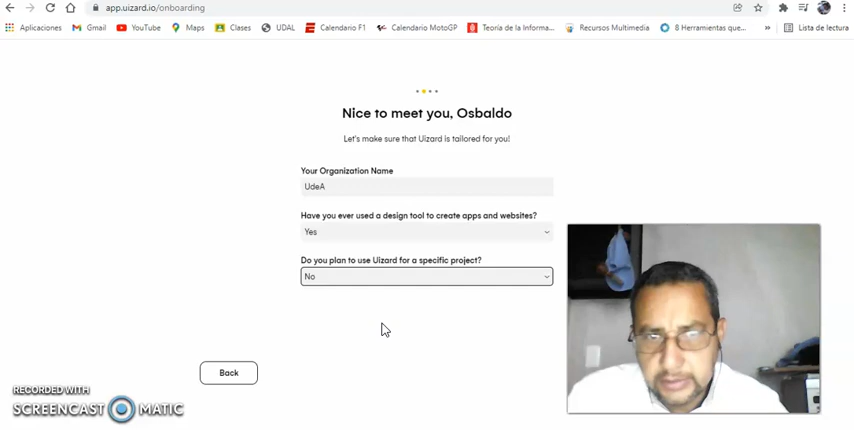 app.uizard.io/onboarding
Aplicaciones
Gmail
YouTube
Maps
Clases
UDAL
Calendario F1
Calendario MotoGP
Teoría de la Informa...
Recursos Multimedia
8 Herramientas que...
»
Lista de lectura
Nice to meet you, Osbaldo
Let's make sure that Uizard is tailored for you!
Your Organization Name
UdeA
Have you ever used a design tool to create apps and websites?
Yes
Do you plan to use Uizard for a specific project?
No
Back
RECORDED WITH
SCREENCAST MATIC